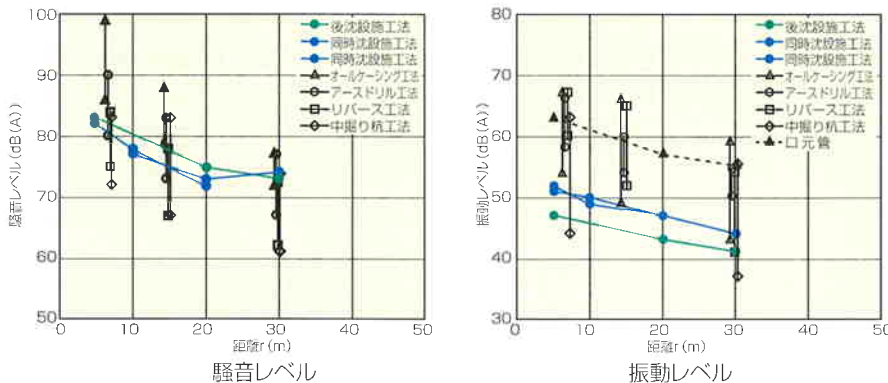 騒音レベル(dB(A))
100
90
80
70
60
50
0
10
20
30
40
50
距離r(m)
後沈設施工法
同時沈設施工法
同時沈設施工法
オールケーシング工法
アースドリル工法
リバース工法
中掘り杭工法
騒音レベル
振動レベル(dB(A))
80
70
60
50
40
30
0
10
20
30
40
50
距離r(m)
後沈設施工法
同時沈設施工法
同時沈設施工法
オールケーシング工法
アースドリル工法
リバース工法
中掘り杭工法
口元管
振動レベル